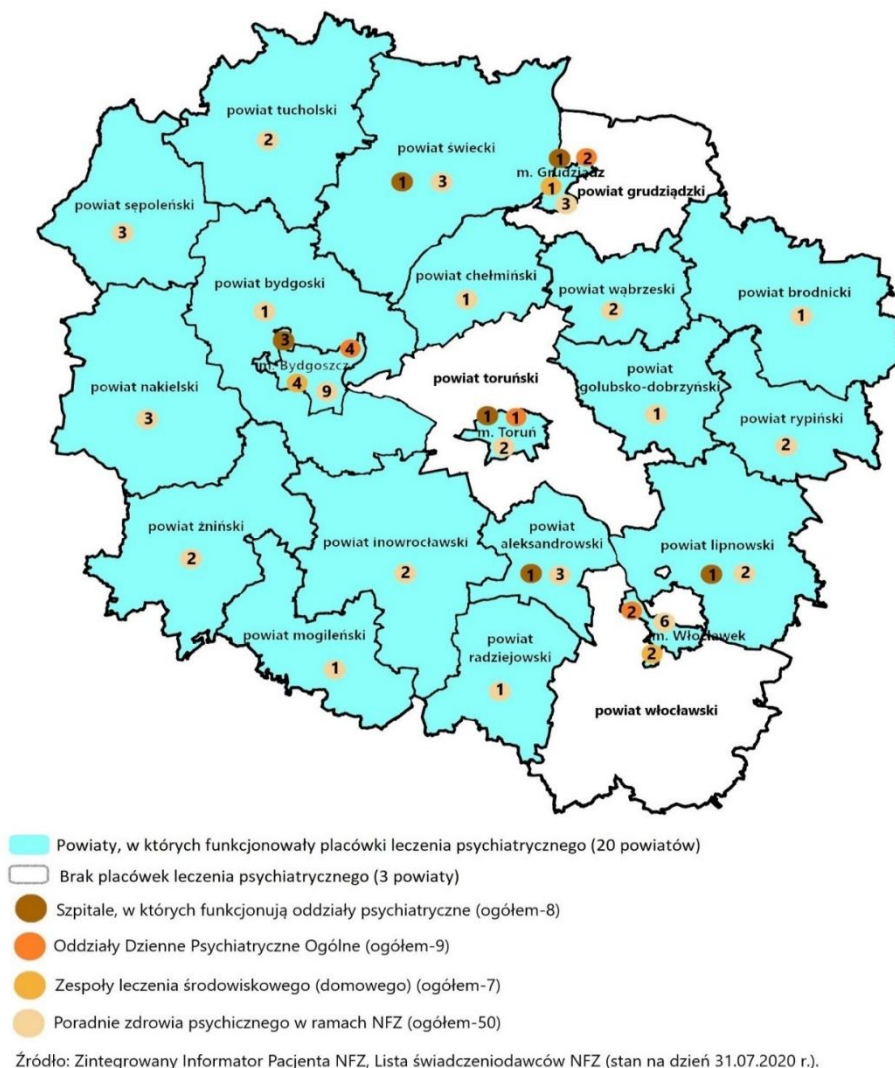 powiat tucholski
2
powiat świecki
1 3
1 2
m. Grudziądz
1
3
powiat grudziądzki
powiat sępoleński
3
powiat bydgoski
1
3 4
m. Bydgoszcz
4 9
powiat chełmiński
1
powiat wąbrzeski
2
powiat brodnicki
1
powiat nakielski
3
powiat toruński
1 1
m. Toruń
2
powiat
golubsko-dobrzyński
1
powiat rypiński
2
powiat żniński
2
powiat inowrocławski
2
powiat
aleksandrowski
1 3
powiat lipnowski
1 2
2 6
m. Włocławek
2
powiat mogileński
1
powiat
radziejowski
1
powiat włocławski
Powiaty, w których funkcjonowały placówki leczenia psychiatrycznego (20 powiatów)
Brak placówek leczenia psychiatrycznego (3 powiaty)
Szpitale, w których funkcjonują oddziały psychiatryczne (ogółem-8)
Oddziały Dzienne Psychiatryczne Ogólne (ogółem-9)
Zespoły leczenia środowiskowego (domowego) (ogółem-7)
Poradnie zdrowia psychicznego w ramach NFZ (ogółem-50)
Źródło: Zintegrowany Informator Pacjenta NFZ, Lista świadczeniodawców NFZ (stan na dzień 31.07.2020 r.).